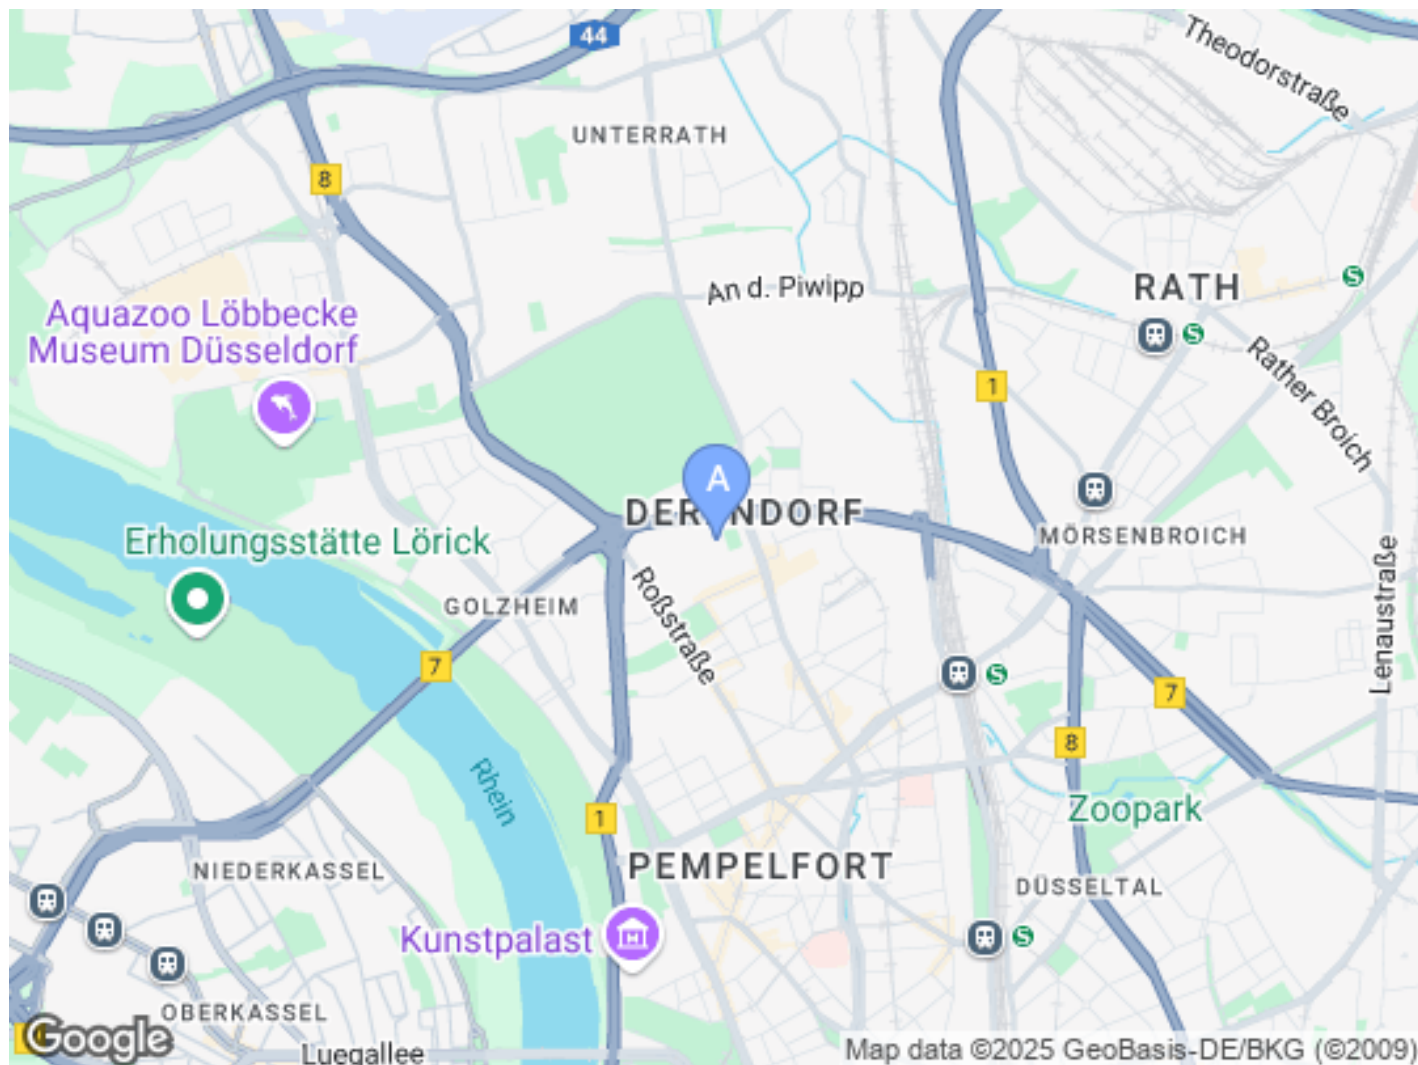 44
Theodorstraße
UNTERRATH
8
An d. Piwipp
RATH
S
S
Aquazoo Löbbecke
Museum Düsseldorf
1
Rather Broich
A
DERENDORF
MÖRSENBROICH
Erholungsstätte Lörick
GOLZHEIM
Roßstraße
Lenaustraße
7
S
7
8
Rhein
1
Zoopark
NIEDERKASSEL
PEMPELFORT
DÜSSELTAL
Kunstpalast
S
OBERKASSEL
Google
Luegallee
Map data ©2025 GeoBasis-DE/BKG (©2009)